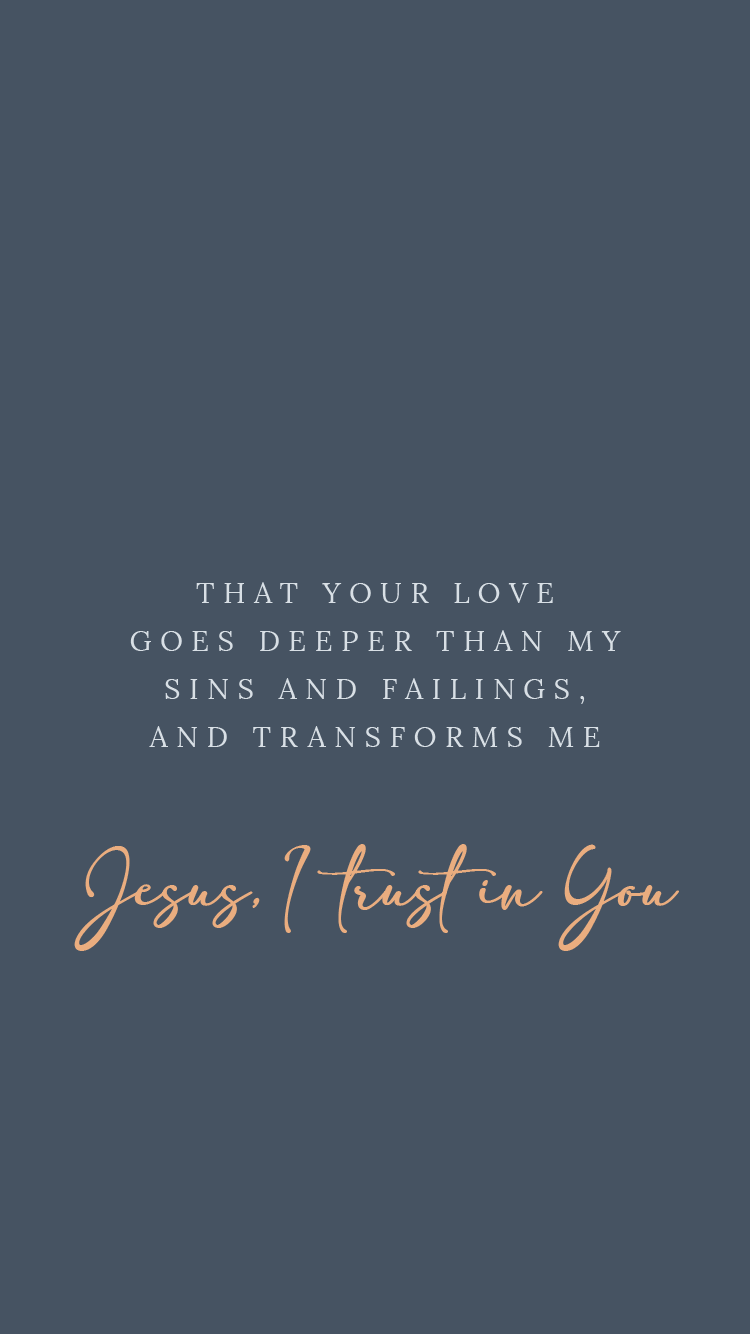 THAT YOUR LOVE
GOES DEEPER THAN MY
SINS AND FAILINGS,
AND TRANSFORMS ME
Jesus, I trust in You